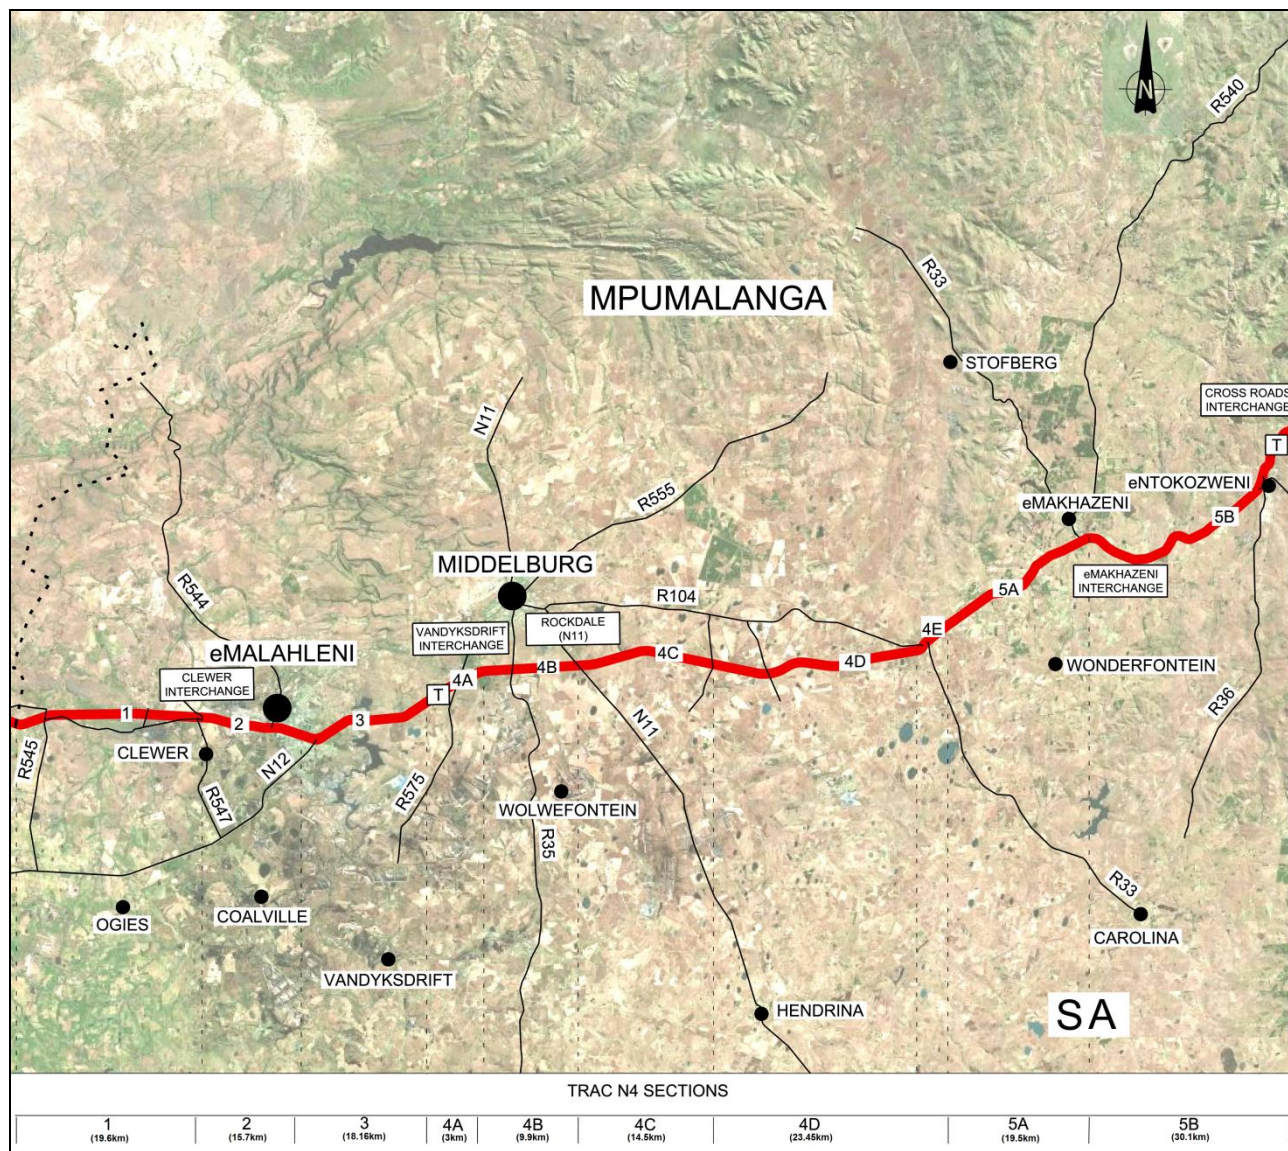 N
R540
MPUMALANGA
R33
STOFBERG
CROSS ROADS
INTERCHANGE
T
N11
R555
eNTOKOZWENI
eMAKHAZENI
5B
MIDDELBURG
eMAKHAZENI
INTERCHANGE
R544
R104
5A
ROCKDALE
(N11)
VANDYKSDRIFT
INTERCHANGE
4E
eMALAHLENI
4C
4D
4B
4A
WONDERFONTEIN
CLEWER
INTERCHANGE
T
R36
1
2
3
N11
CLEWER
N12
R545
R575
R547
WOLWEFONTEIN
R35
R33
COALVILLE
OGIES
CAROLINA
VANDYKSDRIFT
HENDRINA
SA
TRAC N4 SECTIONS
1 2 3 4A 4B 4C 4D 5A 5B
(19.6km) (15.7km) (18.16km) (3km) (9.9km) (14.5km) (23.45km) (19.5km) (30.1km)